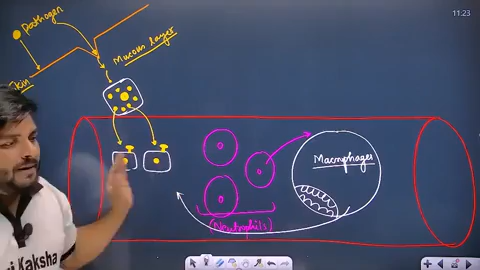 11:23
pathogen
Mucous layer
Skin
Macrophages
(Neutrophils)
i Kaksha